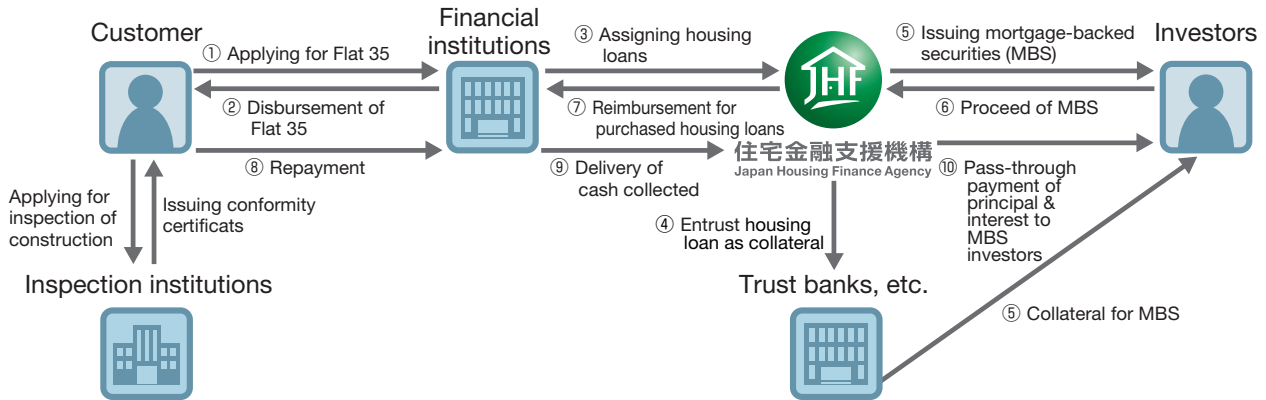 Customer
Financial
institutions
Investors
① Applying for Flat 35
② Disbursement of
Flat 35
⑧ Repayment
③ Assigning housing
loans
⑦ Reimbursement for
purchased housing loans
⑨ Delivery of
cash collected
JHF
住宅金融支援機構
Japan Housing Finance Agency
⑤ Issuing mortgage-backed
securities (MBS)
⑥ Proceed of MBS
⑩ Pass-through
payment of
principal &
interest to
MBS
investors
Applying for
inspection of
construction
Issuing conformity
certificats
④ Entrust housing
loan as collateral
Inspection institutions
Trust banks, etc.
⑤ Collateral for MBS